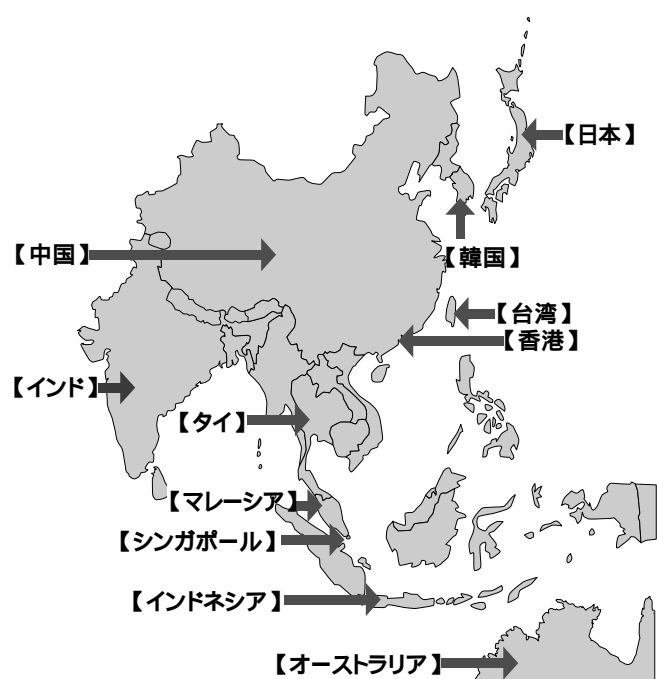 【日本】
【中国】
【韓国】
【台湾】
【香港】
【インド】
【タイ】
【マレーシア】
【シンガポール】
【インドネシア】
【オーストラリア】